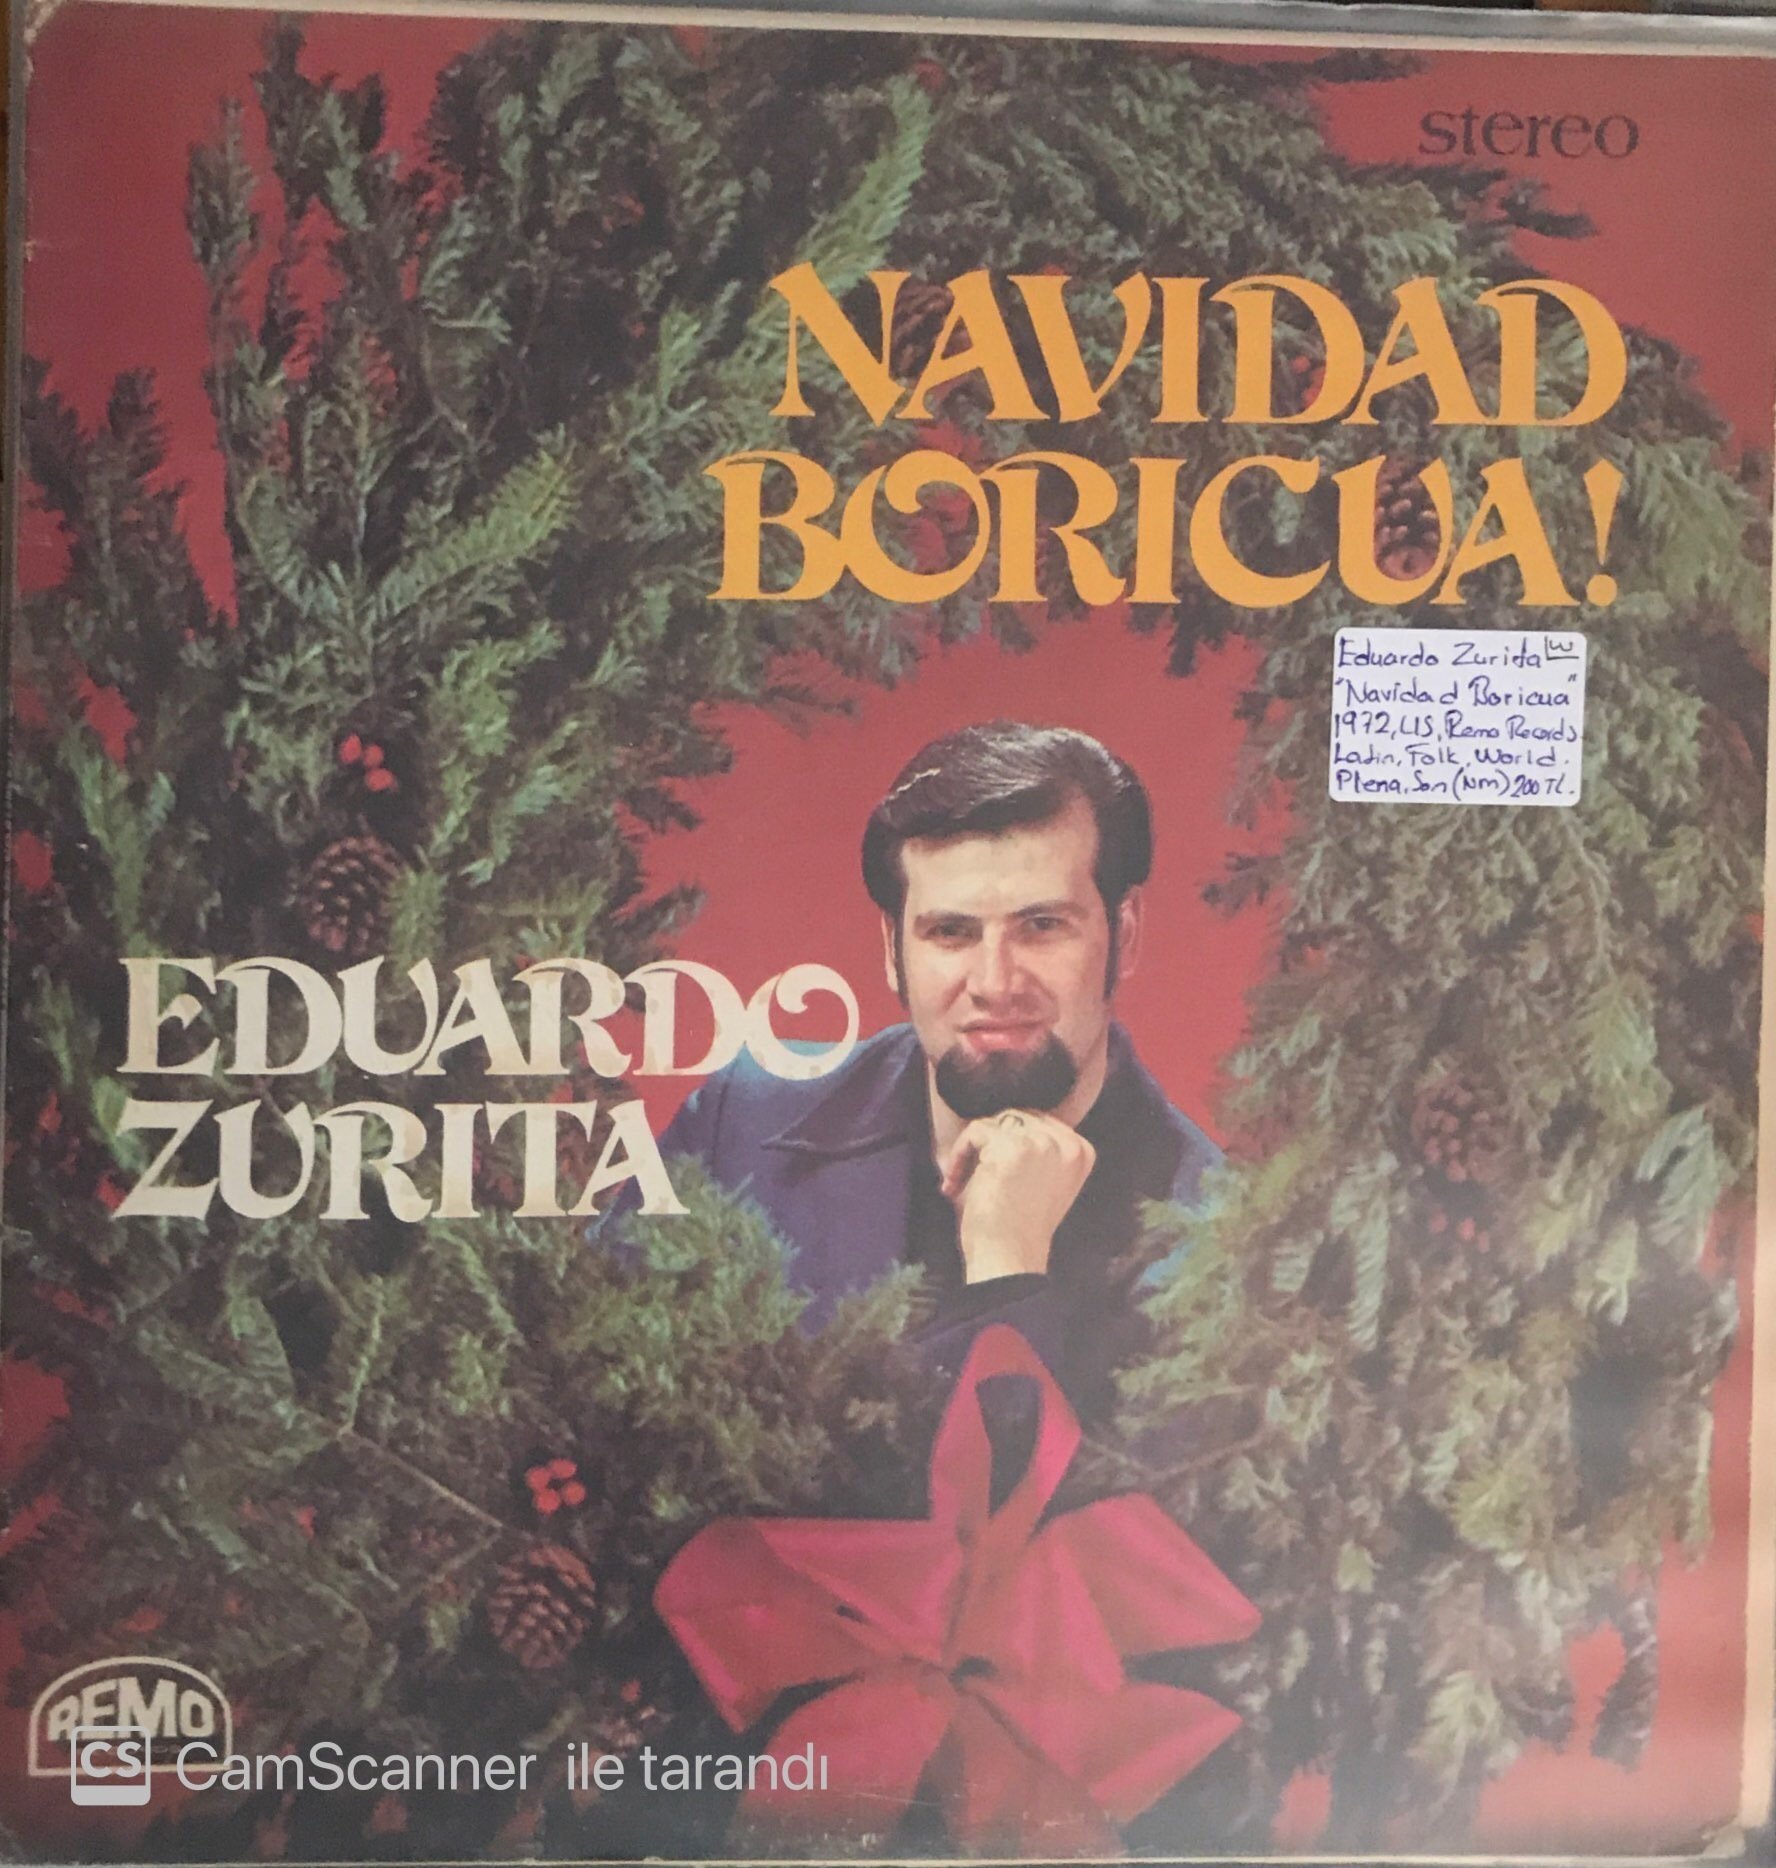 stereo
NAVIDAD
BORICUA!
Eduardo Zurita
"Navidad Boricua"
1972, US, Remo Records.
Latin, Folk, World.
Plena, Son (Nm) 200 TL.
EDUARDO
ZURITA
REMO
CS CamScanner ile tarandı